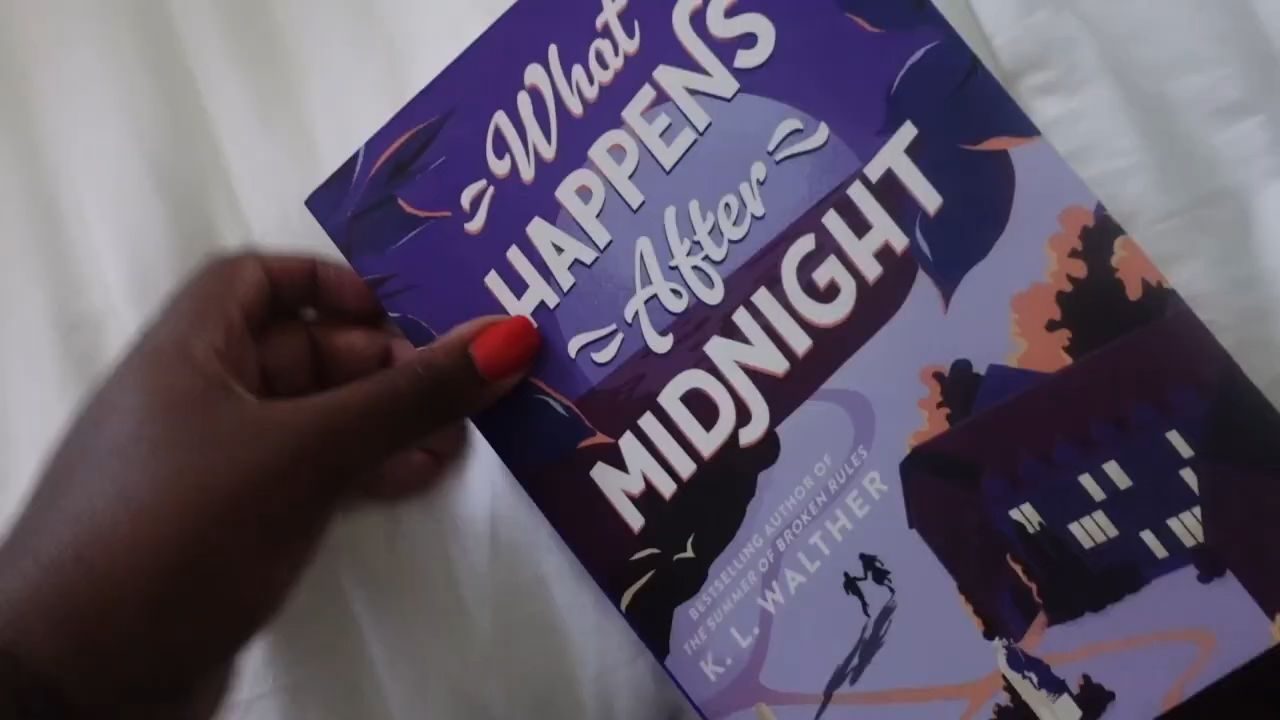 What
HAPPENS
After
MIDNIGHT
BESTSELLING AUTHOR OF
THE SUMMER OF BROKEN RULES
K. L. WALTHER